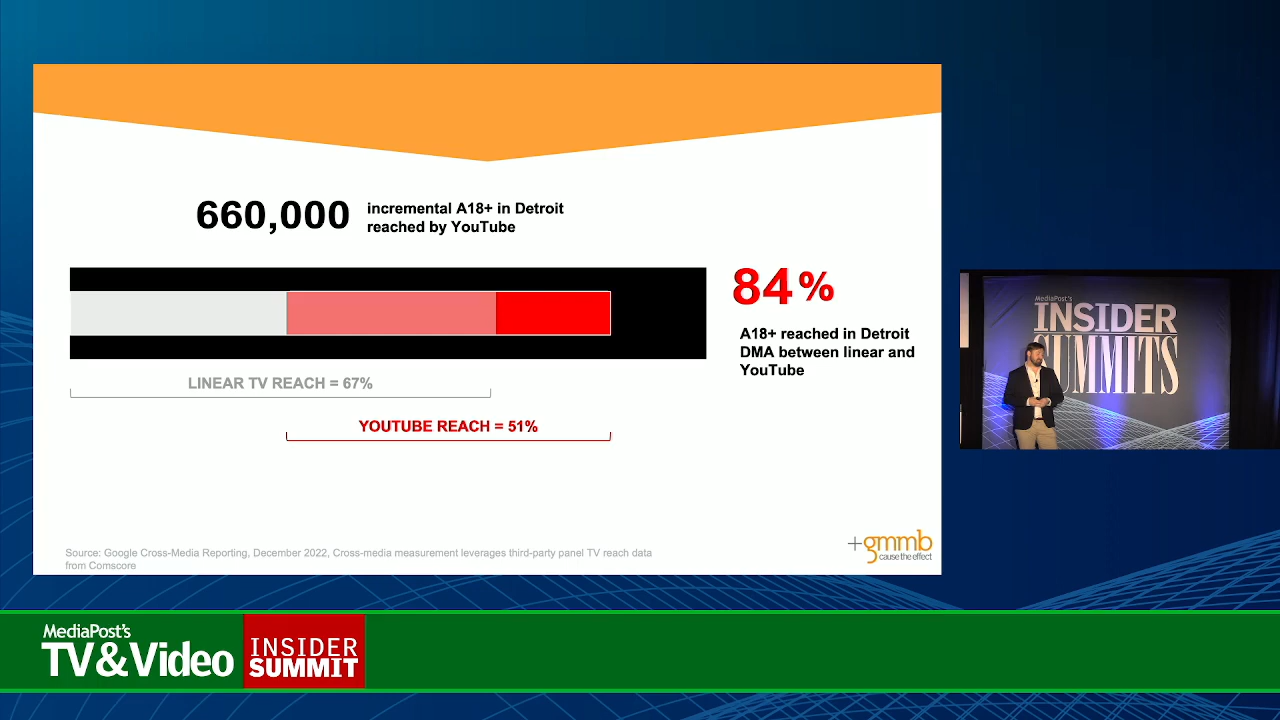 660,000
incremental A18+ in Detroit
reached by YouTube
84%
A18+ reached in Detroit
DMA between linear and
YouTube
LINEAR TV REACH = 67%
YOUTUBE REACH = 51%
Source: Google Cross-Media Reporting, December 2022, Cross-media measurement leverages third-party panel TV reach data
from Comscore
+gmmb
cause the effect
MediaPost's
INSIDER
SUMMITS
MediaPost's
TV&Video
INSIDER
SUMMIT